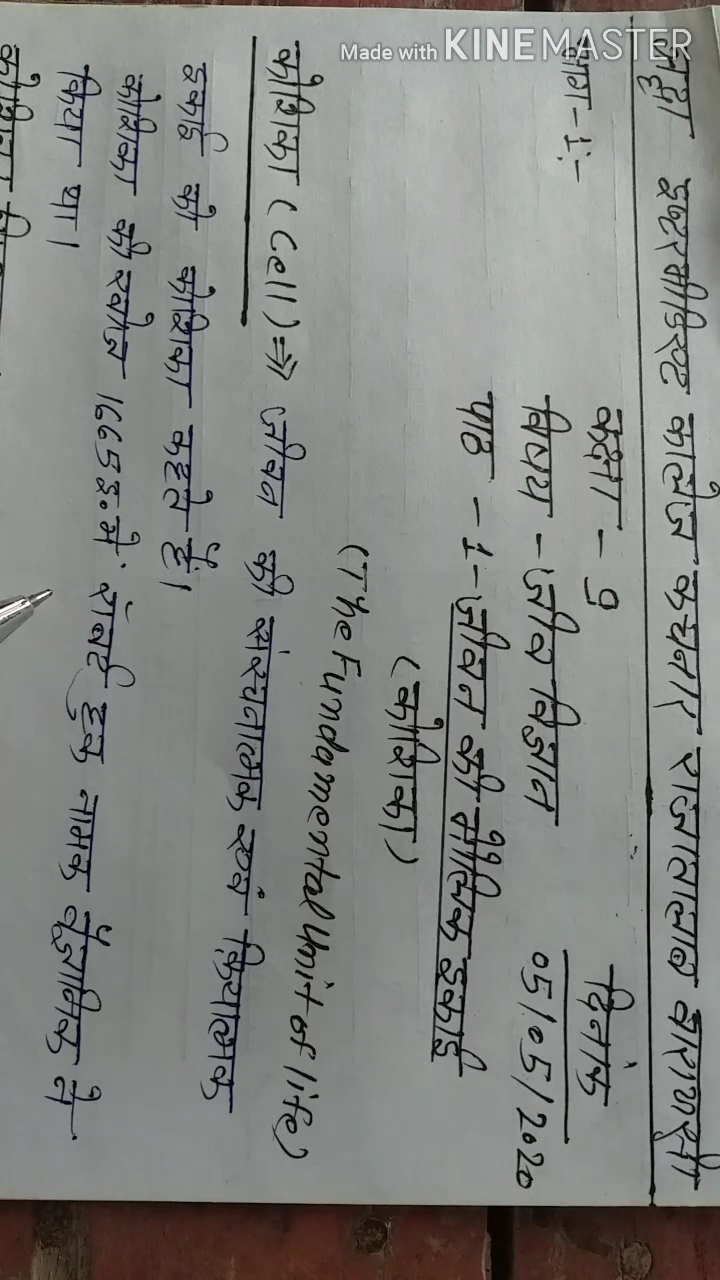 Made with KINEMASTER
इण्टरमीडिएट कालेज कचनार राजातालाब वाराणसी
भाग-1:-
कक्षा - 9
दिनांक
विषय - जीव विज्ञान
05/05/2020
पाठ - 1 - जीवन की मौलिक इकाई
(कोशिका)
(The Fundamental Unit of life)
कोशिका (Cell) ⇒ जीवन की संरचनात्मक एवं क्रियात्मक
इकाई को कोशिका कहते हैं।
कोशिका की खोज 1665 ई॰ में रॉबर्ट हुक नामक वैज्ञानिक ने
किया था।